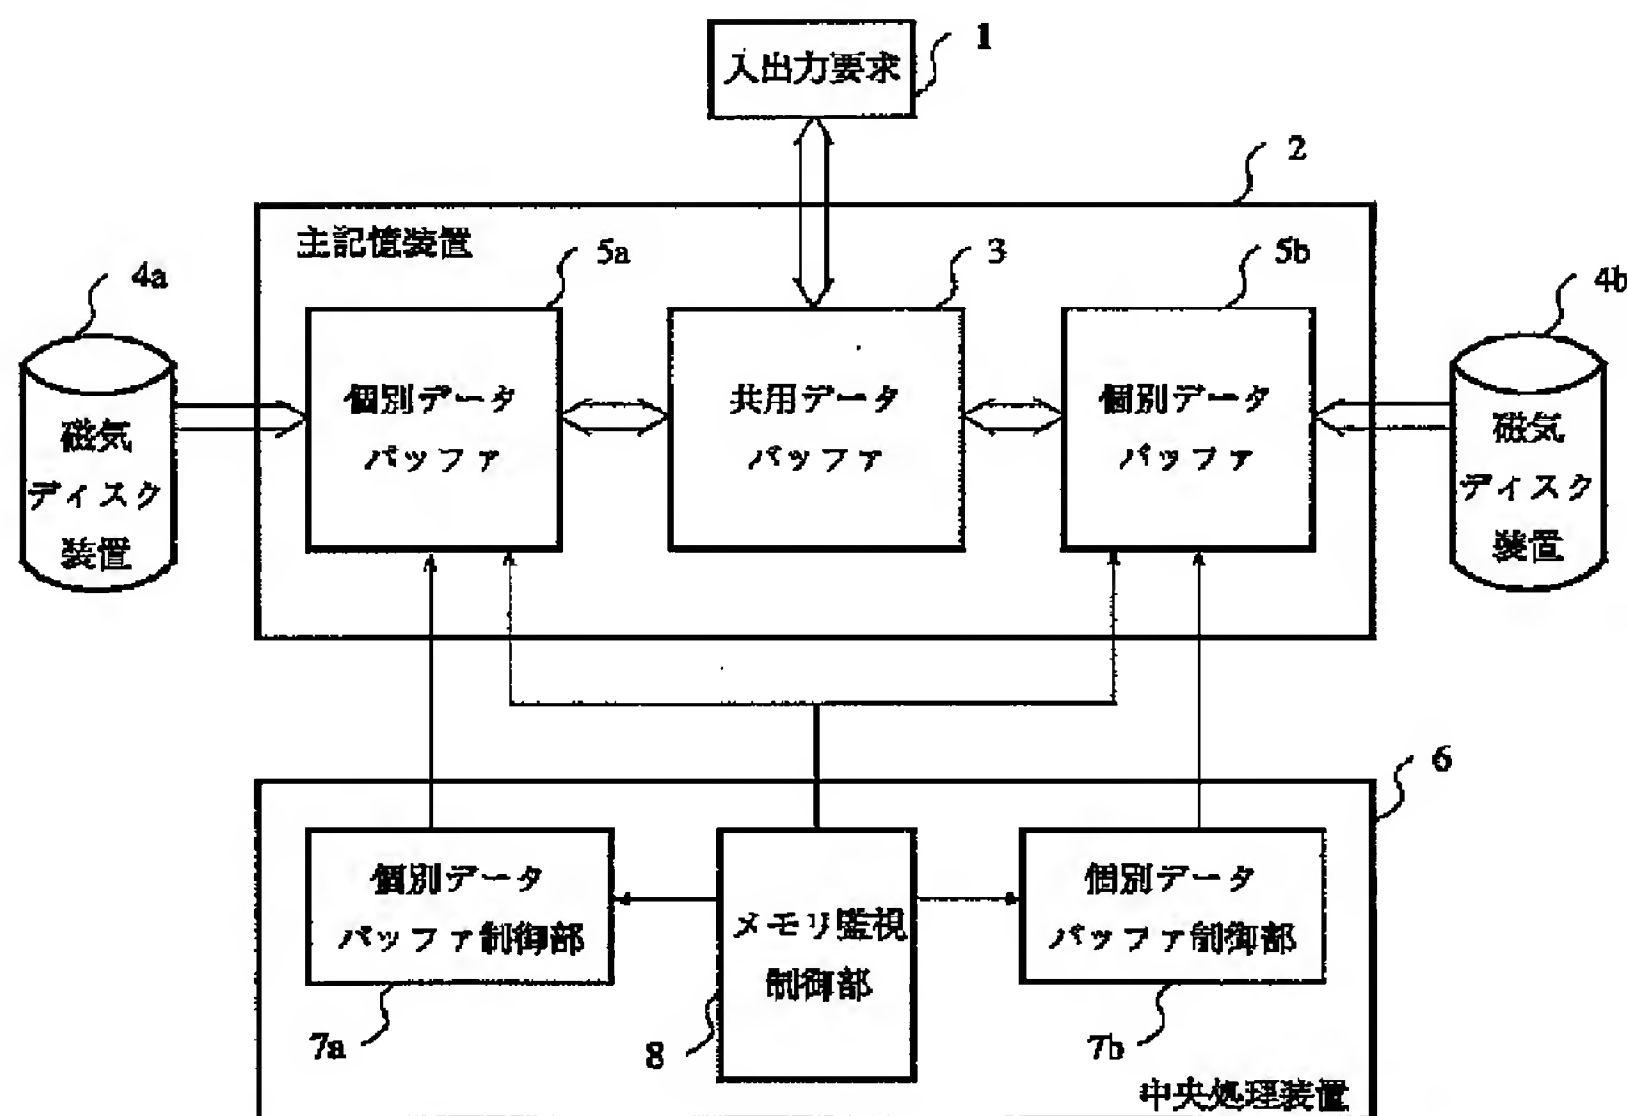 入出力要求
1
2
主記憶装置
5a
3
5b
4a
4b
個別データ
バッファ
共用データ
バッファ
個別データ
バッファ
磁気
ディスク
装置
磁気
ディスク
装置
6
個別データ
バッファ制御部
メモリ監視
制御部
個別データ
バッファ制御部
7a
8
7b
中央処理装置